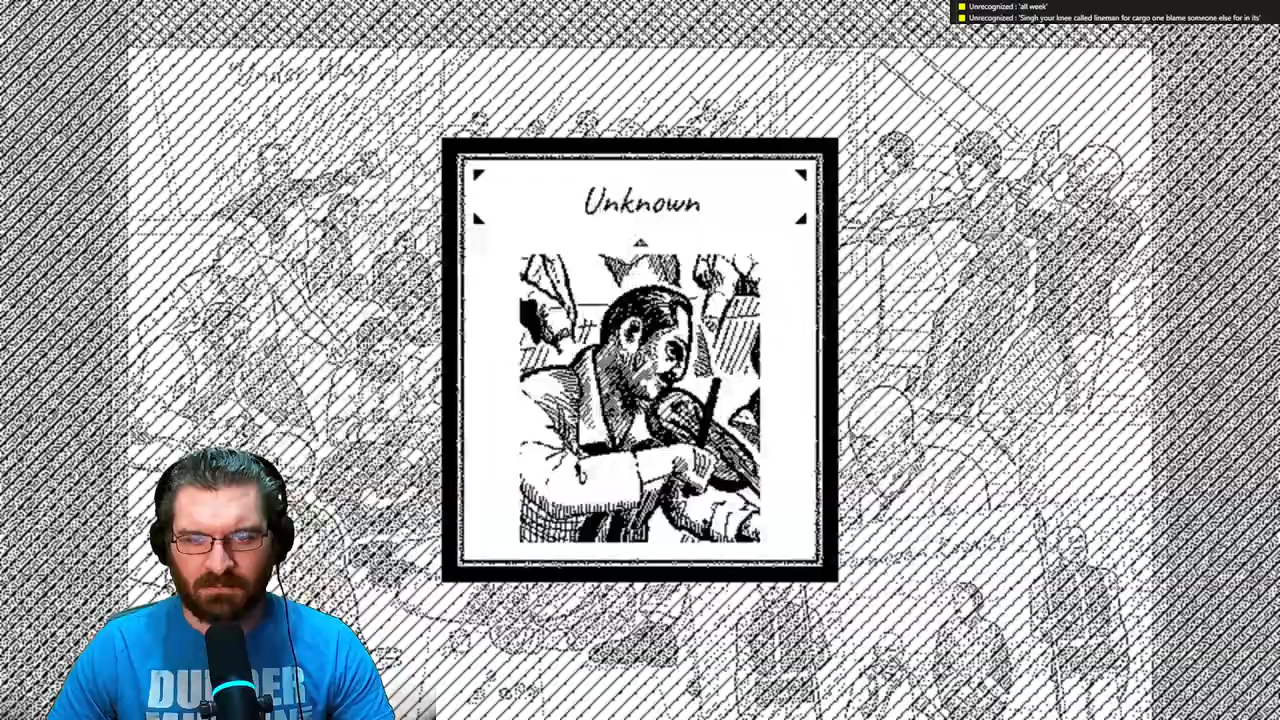 Unrecognized : 'all week'
Unrecognized : 'Singh your knee called lineman for cargo one blame someone else for in its'
Unknown